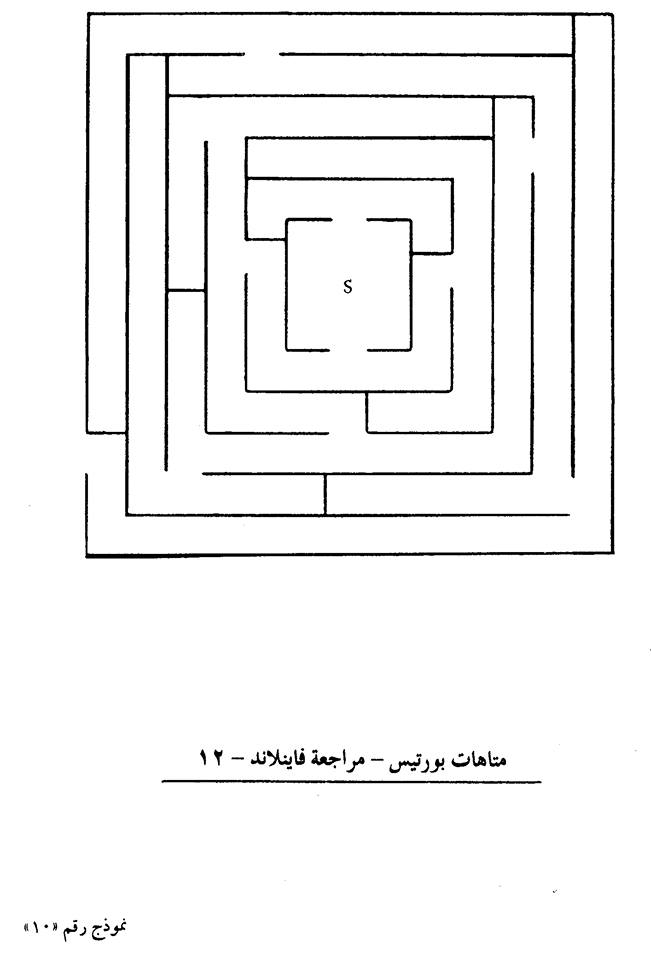 S
متاهات بورتيس – مراجعة فاينلاند – ١٢
نموذج رقم «١٠»